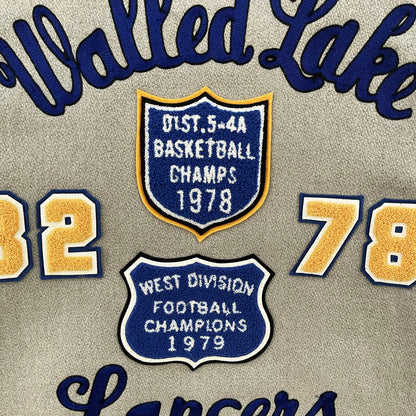 Walled Lake
DIST.5-4A
BASKETBALL
CHAMPS
1978
82 78
WEST DIVISION
FOOTBALL
CHAMPIONS
1979
Lancers